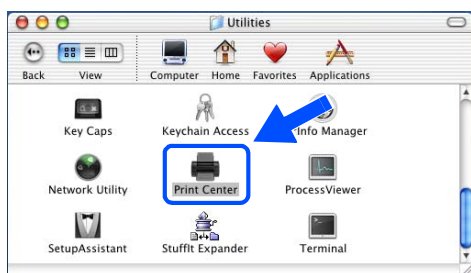 Utilities
Back View Computer Home Favorites Applications
Key Caps Keychain Access Info Manager
Network Utility Print Center ProcessViewer
SetupAssistant StuffIt Expander Terminal